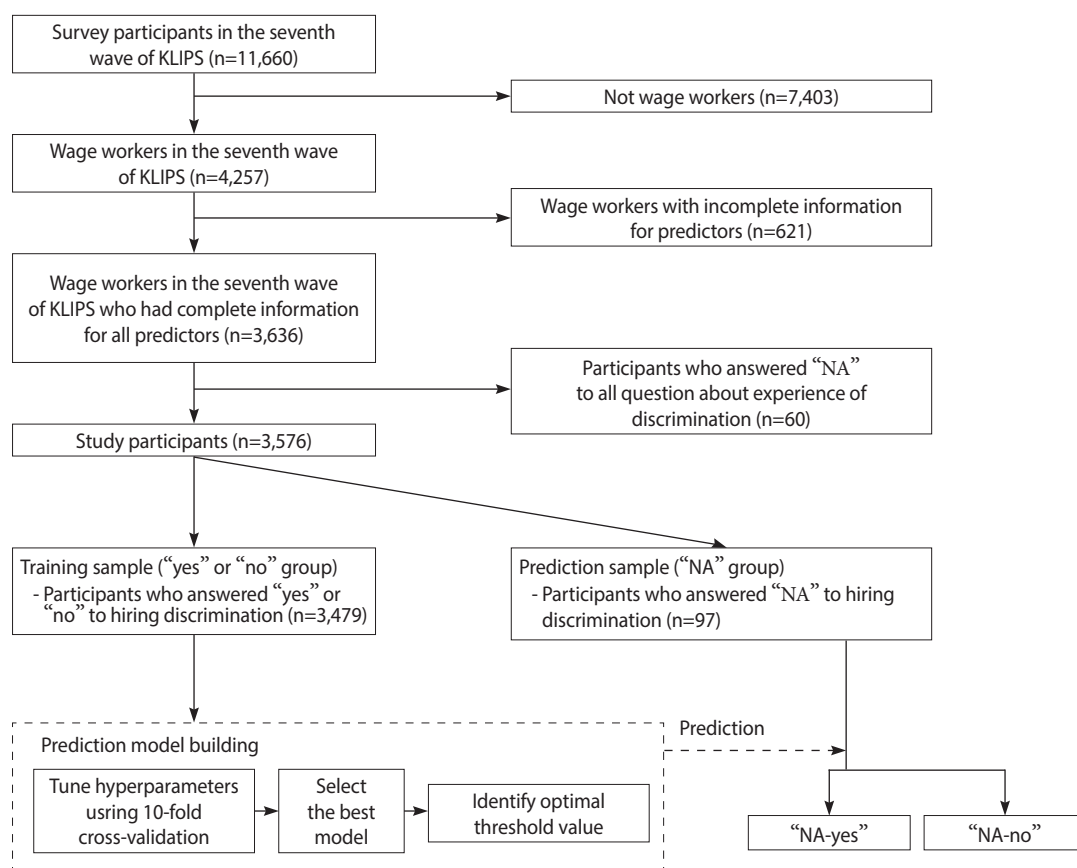 Survey participants in the seventh
wave of KLIPS (n=11,660)
Not wage workers (n=7,403)
Wage workers in the seventh wave
of KLIPS (n=4,257)
Wage workers with incomplete information
for predictors (n=621)
Wage workers in the seventh wave
of KLIPS who had complete information
for all predictors (n=3,636)
Participants who answered “NA”
to all question about experience of
discrimination (n=60)
Study participants (n=3,576)
Training sample (“yes” or “no” group)
- Participants who answered “yes” or
“no” to hiring discrimination (n=3,479)
Prediction sample (“NA” group)
- Participants who answered “NA” to hiring
discrimination (n=97)
Prediction
Prediction model building
Tune hyperparameters
usring 10-fold
cross-validation
Select
the best
model
Identify optimal
threshold value
“NA-yes”
“NA-no”